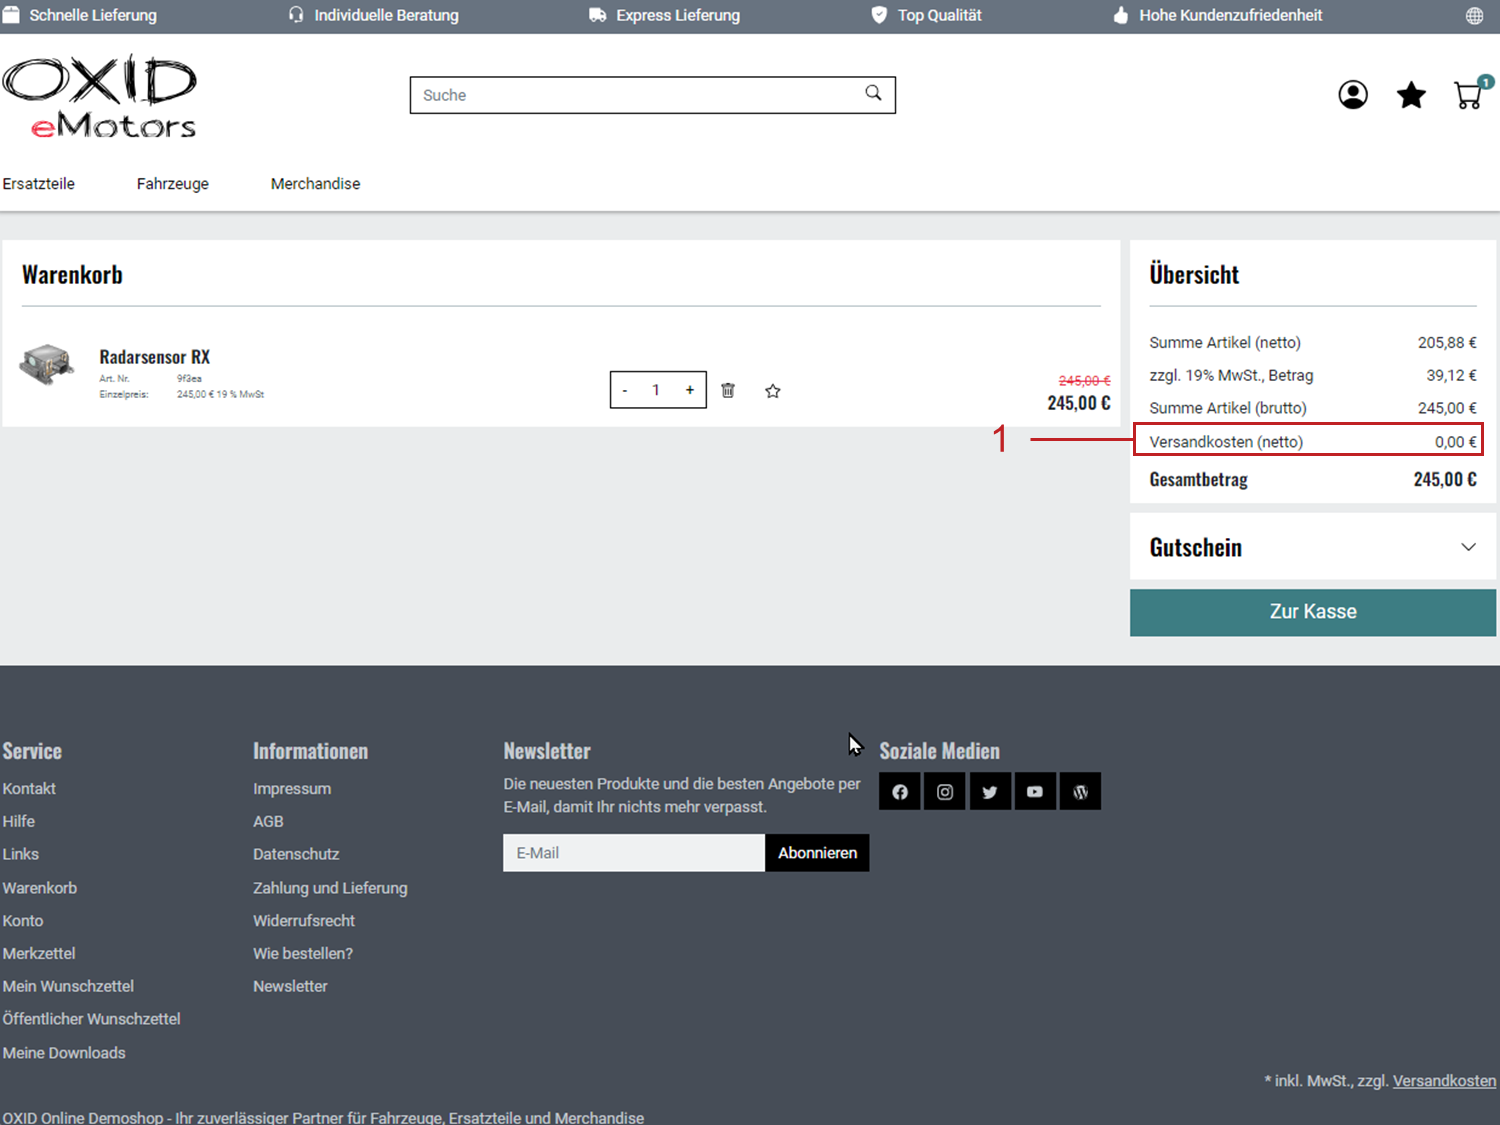 Schnelle Lieferung
Individuelle Beratung
Express Lieferung
Top Qualität
Hohe Kundenzufriedenheit
OXID
eMotors
Suche
1
Ersatzteile
Fahrzeuge
Merchandise
Warenkorb
Radarsensor RX
Art. Nr. 9f3ea
Einzelpreis: 245,00 € 19 % MwSt
- 1 +
245,00 €
245,00 €
Übersicht
Summe Artikel (netto) 205,88 €
zzgl. 19% MwSt., Betrag 39,12 €
Summe Artikel (brutto) 245,00 €
1
Versandkosten (netto) 0,00 €
Gesamtbetrag 245,00 €
Gutschein
Zur Kasse
Service
Kontakt
Hilfe
Links
Warenkorb
Konto
Merkzettel
Mein Wunschzettel
Öffentlicher Wunschzettel
Meine Downloads
Informationen
Impressum
AGB
Datenschutz
Zahlung und Lieferung
Widerrufsrecht
Wie bestellen?
Newsletter
Newsletter
Die neuesten Produkte und die besten Angebote per
E-Mail, damit Ihr nichts mehr verpasst.
E-Mail
Abonnieren
Soziale Medien
* inkl. MwSt., zzgl. Versandkosten
OXID Online Demoshop - Ihr zuverlässiger Partner für Fahrzeuge, Ersatzteile und Merchandise